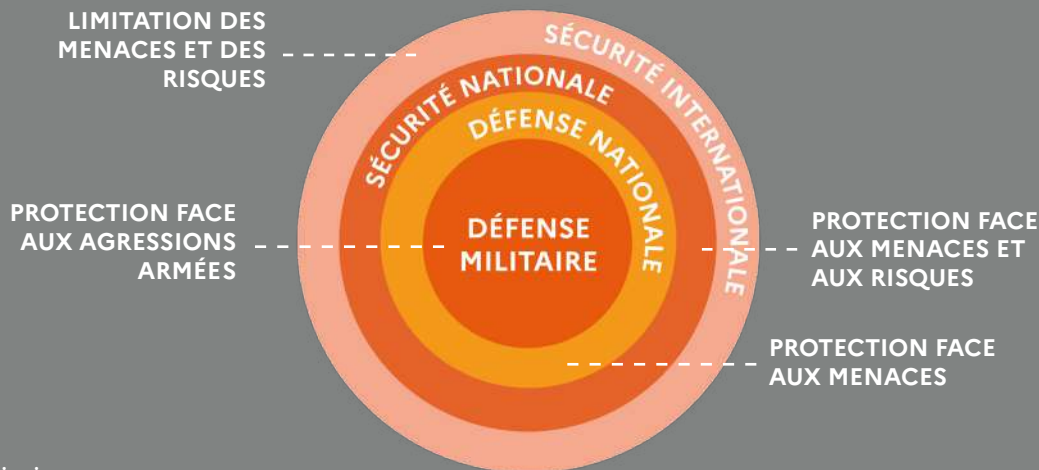 LIMITATION DES
MENACES ET DES
RISQUES
SÉCURITÉ INTERNATIONALE
SÉCURITÉ NATIONALE
DÉFENSE NATIONALE
DÉFENSE
MILITAIRE
PROTECTION FACE
AUX AGRESSIONS
ARMÉES
PROTECTION FACE
AUX MENACES ET
AUX RISQUES
PROTECTION FACE
AUX MENACES